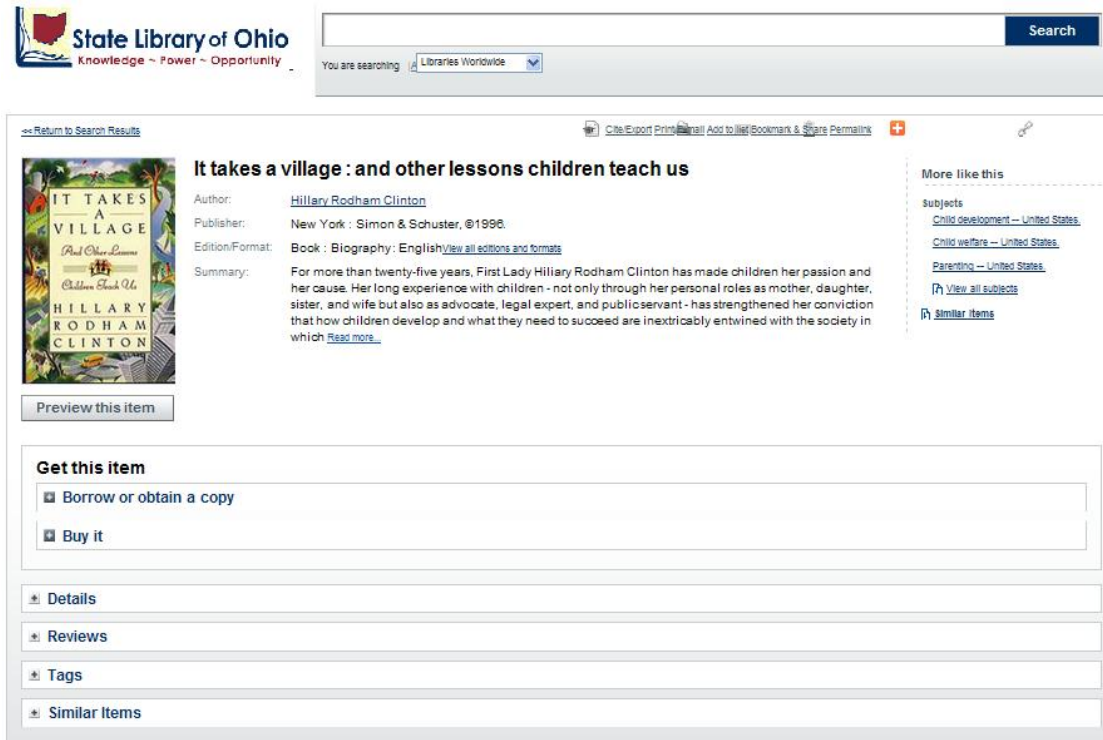 State Library of Ohio
Knowledge ~ Power ~ Opportunity
Search
You are searching
Libraries Worldwide
<< Return to Search Results
Cite/Export Print Email Add to list Bookmark & Share Permalink
IT TAKES
A
VILLAGE
And Other Lessons
Children Teach Us
HILLARY
RODHAM
CLINTON
Preview this item
It takes a village : and other lessons children teach us
Author: Hillary Rodham Clinton
Publisher: New York : Simon & Schuster, ©1996.
Edition/Format: Book : Biography : English View all editions and formats
Summary: For more than twenty-five years, First Lady Hiliary Rodham Clinton has made children her passion and
her cause. Her long experience with children - not only through her personal roles as mother, daughter,
sister, and wife but also as advocate, legal expert, and public servant - has strengthened her conviction
that how children develop and what they need to succeed are inextricably entwined with the society in
which Read more...
More like this
Subjects
Child development -- United States.
Child welfare -- United States.
Parenting -- United States.
View all subjects
Similar Items
Get this item
Borrow or obtain a copy
Buy it
Details
Reviews
Tags
Similar Items